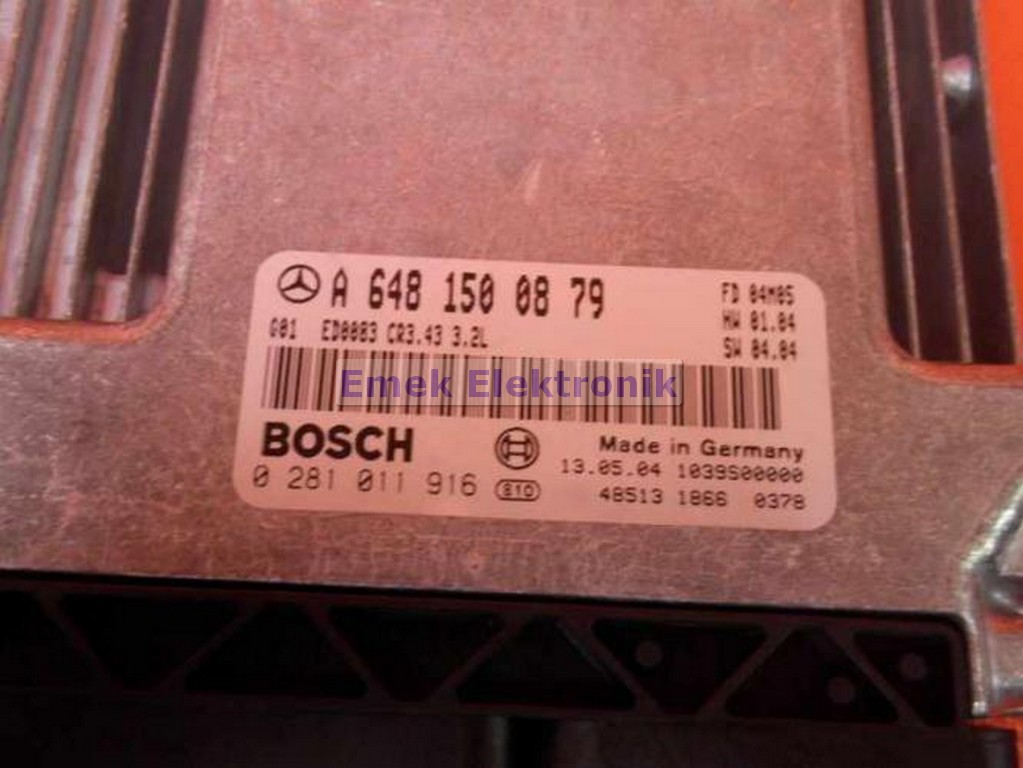 A 648 150 08 79
FD 04M05
G01 ED0083 CR3.43 3.2L
HW 01.04
SW 04.04
Emek Elektronik
BOSCH
Made in Germany
0 281 011 916
13.05.04 1039S00000
48513 1866 0378